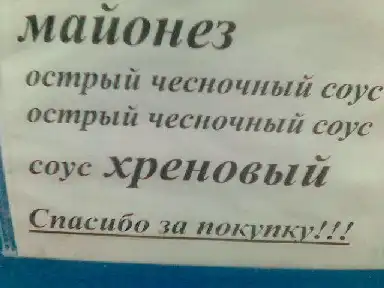 майонез
острый чесночный соус
острый чесночный соус
соус хреновый
Спасибо за покупку!!!